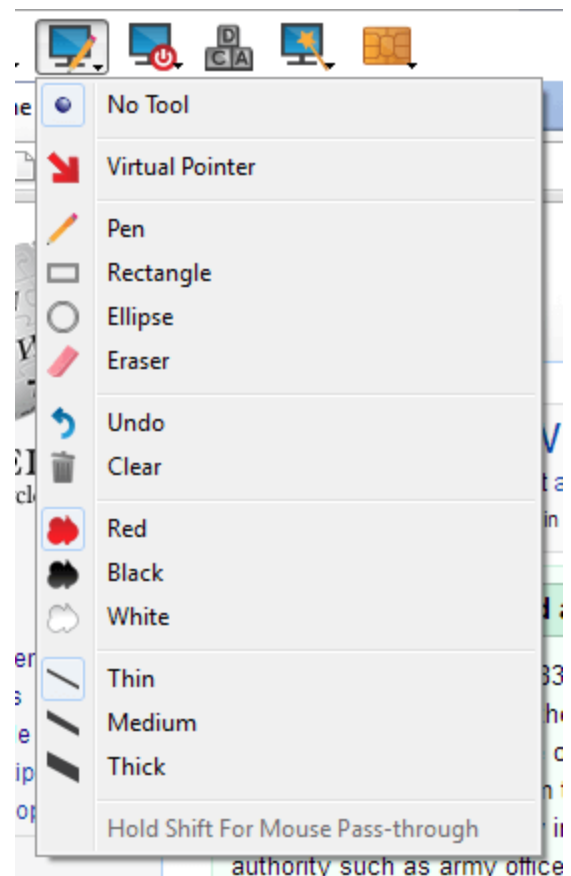 D
C A
No Tool
Virtual Pointer
Pen
Rectangle
Ellipse
Eraser
Undo
Clear
Red
Black
White
Thin
Medium
Thick
Hold Shift For Mouse Pass-through
authority such as army office